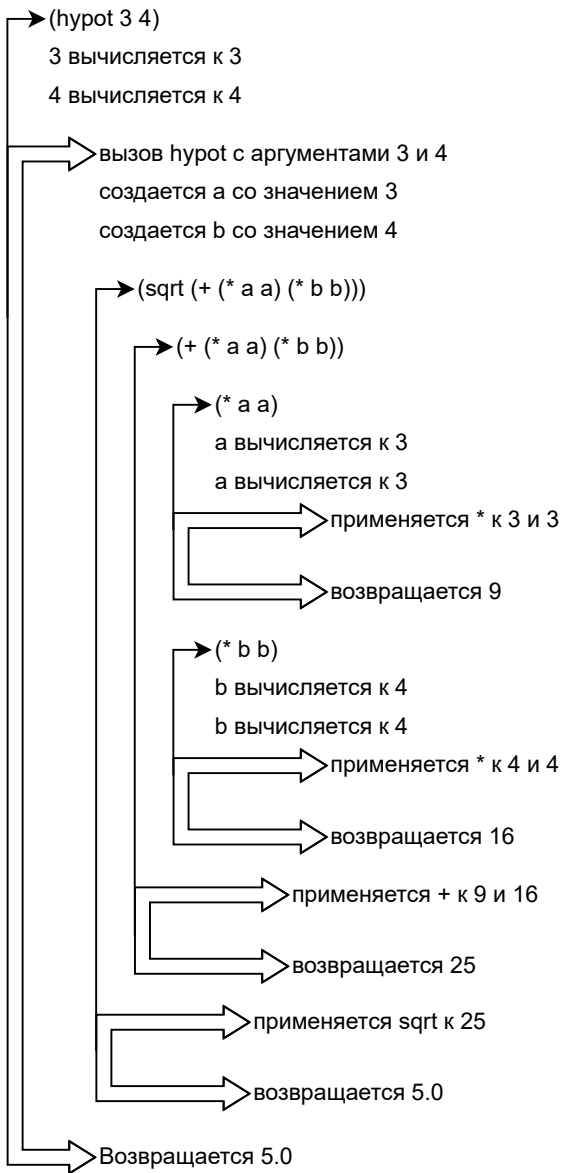 (hypot 3 4)
3 вычисляется к 3
4 вычисляется к 4
вызов hypot с аргументами 3 и 4
создается a со значением 3
создается b со значением 4
(sqrt (+ (* a a) (* b b)))
(+ (* a a) (* b b))
(* a a)
a вычисляется к 3
a вычисляется к 3
применяется * к 3 и 3
возвращается 9
(* b b)
b вычисляется к 4
b вычисляется к 4
применяется * к 4 и 4
возвращается 16
применяется + к 9 и 16
возвращается 25
применяется sqrt к 25
возвращается 5.0
Возвращается 5.0